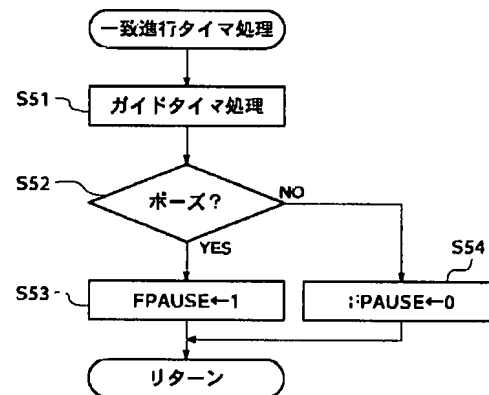 一致進行タイマ処理
S51
ガイドタイマ処理
S52
ポーズ?
NO
YES
S54
S53
FPAUSE←1
FPAUSE←0
リターン